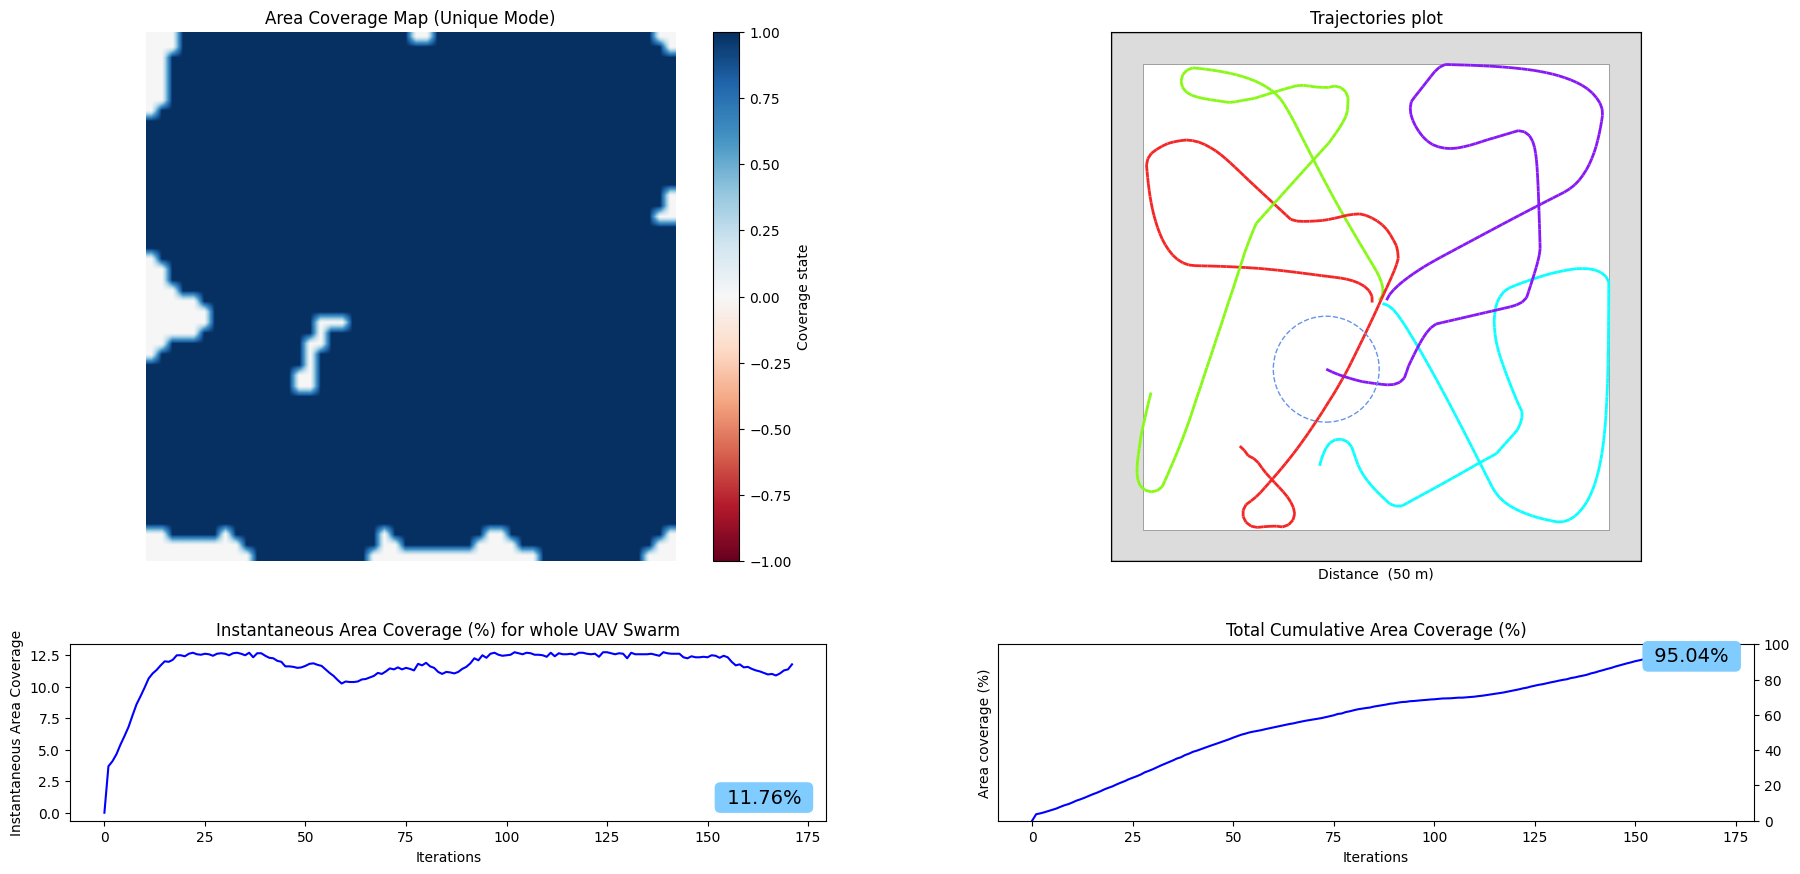 Area Coverage Map (Unique Mode)
1.00
0.75
0.50
0.25
0.00
−0.25
−0.50
−0.75
−1.00
Coverage state
Trajectories plot
Distance  (50 m)
Instantaneous Area Coverage (%) for whole UAV Swarm
Instantaneous Area Coverage
12.5
10.0
7.5
5.0
2.5
0.0
11.76%
0 25 50 75 100 125 150 175
Iterations
Total Cumulative Area Coverage (%)
Area coverage (%)
95.04%
100
80
60
40
20
0
0 25 50 75 100 125 150 175
Iterations